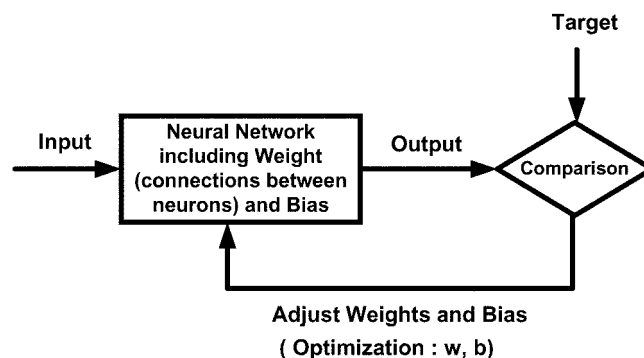 Target
Input
Neural Network
including Weight
(connections between
neurons) and Bias
Output
Comparison
Adjust Weights and Bias
( Optimization : w, b)